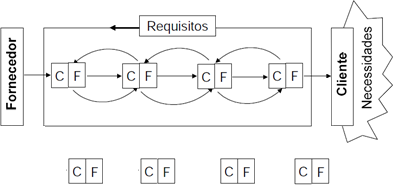 Requisitos
Fornecedor
C F
C F
C F
C F
Cliente
Necessidades
C F
C F
C F
C F